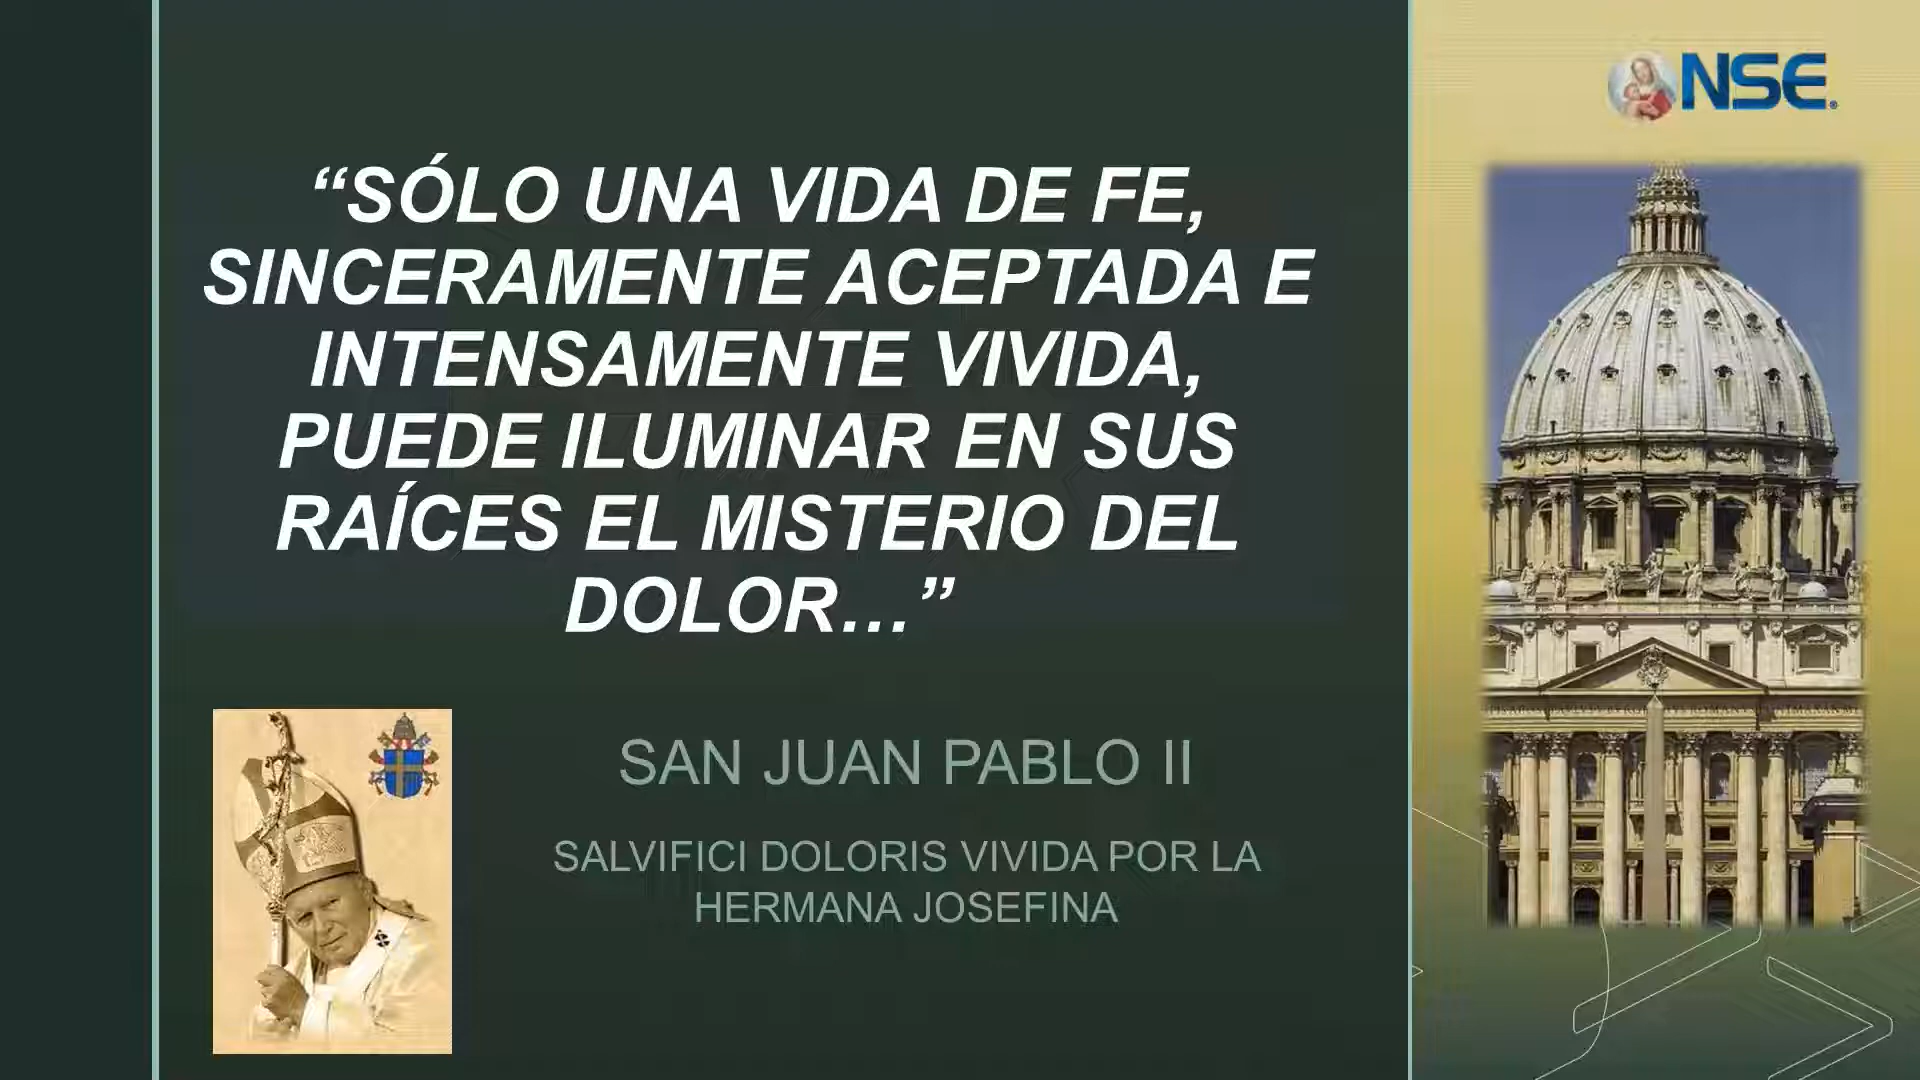 NSE
“SÓLO UNA VIDA DE FE,
SINCERAMENTE ACEPTADA E
INTENSAMENTE VIVIDA,
PUEDE ILUMINAR EN SUS
RAÍCES EL MISTERIO DEL
DOLOR…”
SAN JUAN PABLO II
SALVIFICI DOLORIS VIVIDA POR LA
HERMANA JOSEFINA